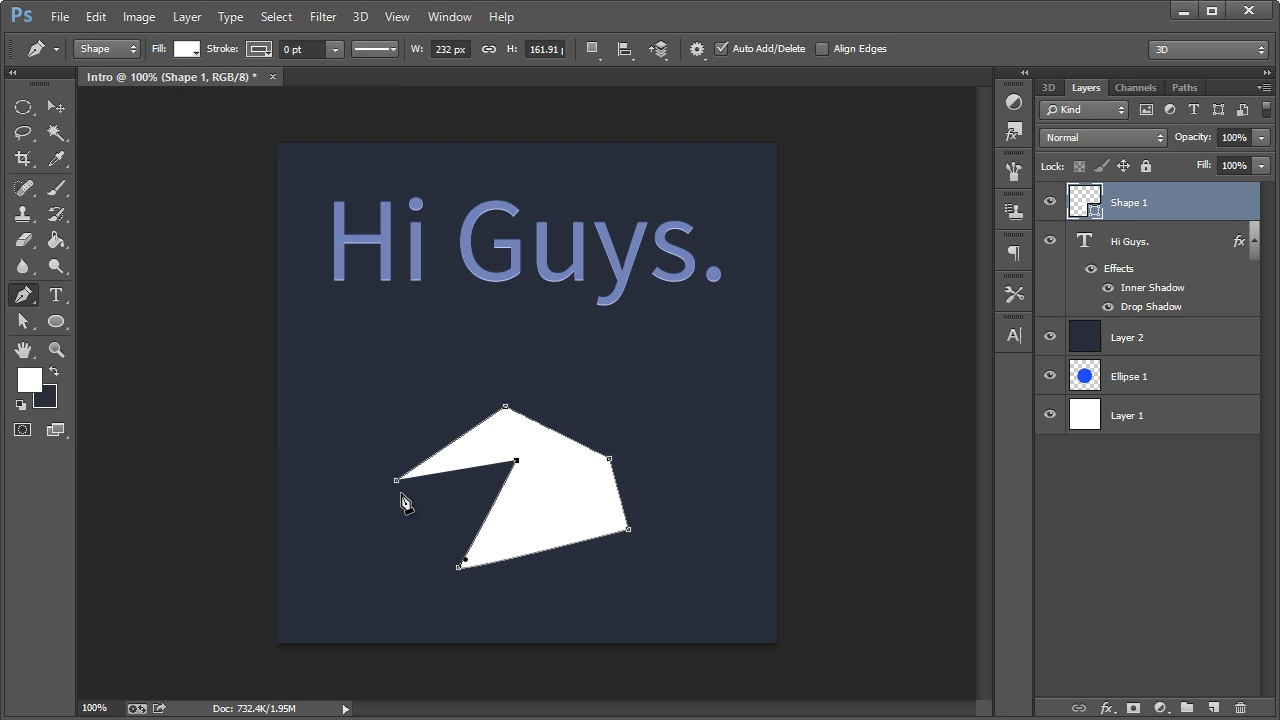 Ps File Edit Image Layer Type Select Filter 3D View Window Help
Shape Fill: Stroke: 0 pt W: 232 px H: 161.91 Auto Add/Delete Align Edges 3D
Intro @ 100% (Shape 1, RGB/8) * ×
3D Layers Channels Paths
Kind
Normal Opacity: 100%
Lock: Fill: 100%
Shape 1
Hi Guys. fx
Effects
Inner Shadow
Drop Shadow
Layer 2
Ellipse 1
Layer 1
Hi Guys.
100% Doc: 732.4K/1.95M